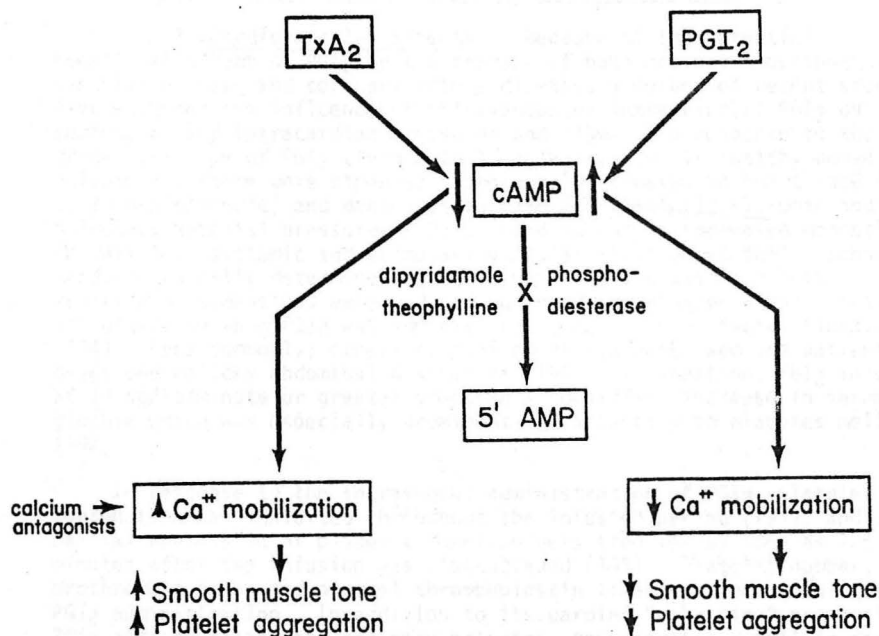 TxA₂
PGI₂
cAMP
dipyridamole
theophylline
X
phospho-
diesterase
5' AMP
calcium
antagonists
Ca⁺⁺ mobilization
Ca⁺⁺ mobilization
Smooth muscle tone
Platelet aggregation
Smooth muscle tone
Platelet aggregation